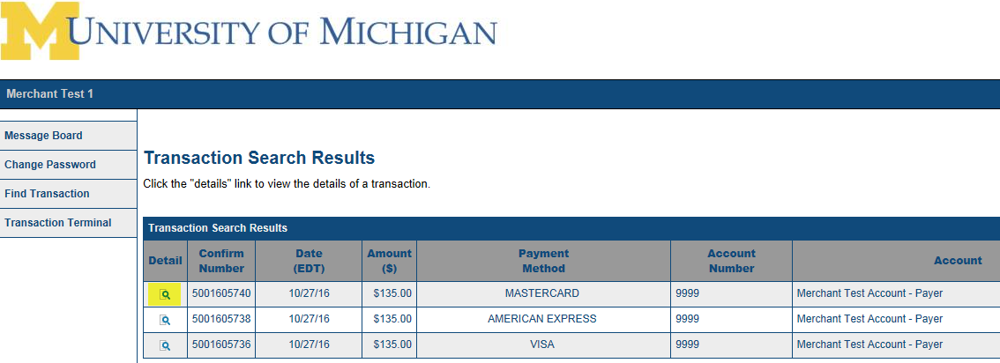 M UNIVERSITY OF MICHIGAN
Merchant Test 1
Message Board
Change Password
Find Transaction
Transaction Terminal
Transaction Search Results
Click the "details" link to view the details of a transaction.
Transaction Search Results
Detail Confirm Number Date (EDT) Amount ($) Payment Method Account Number Account
5001605740 10/27/16 $135.00 MASTERCARD 9999 Merchant Test Account - Payer
5001605738 10/27/16 $135.00 AMERICAN EXPRESS 9999 Merchant Test Account - Payer
5001605736 10/27/16 $135.00 VISA 9999 Merchant Test Account - Payer